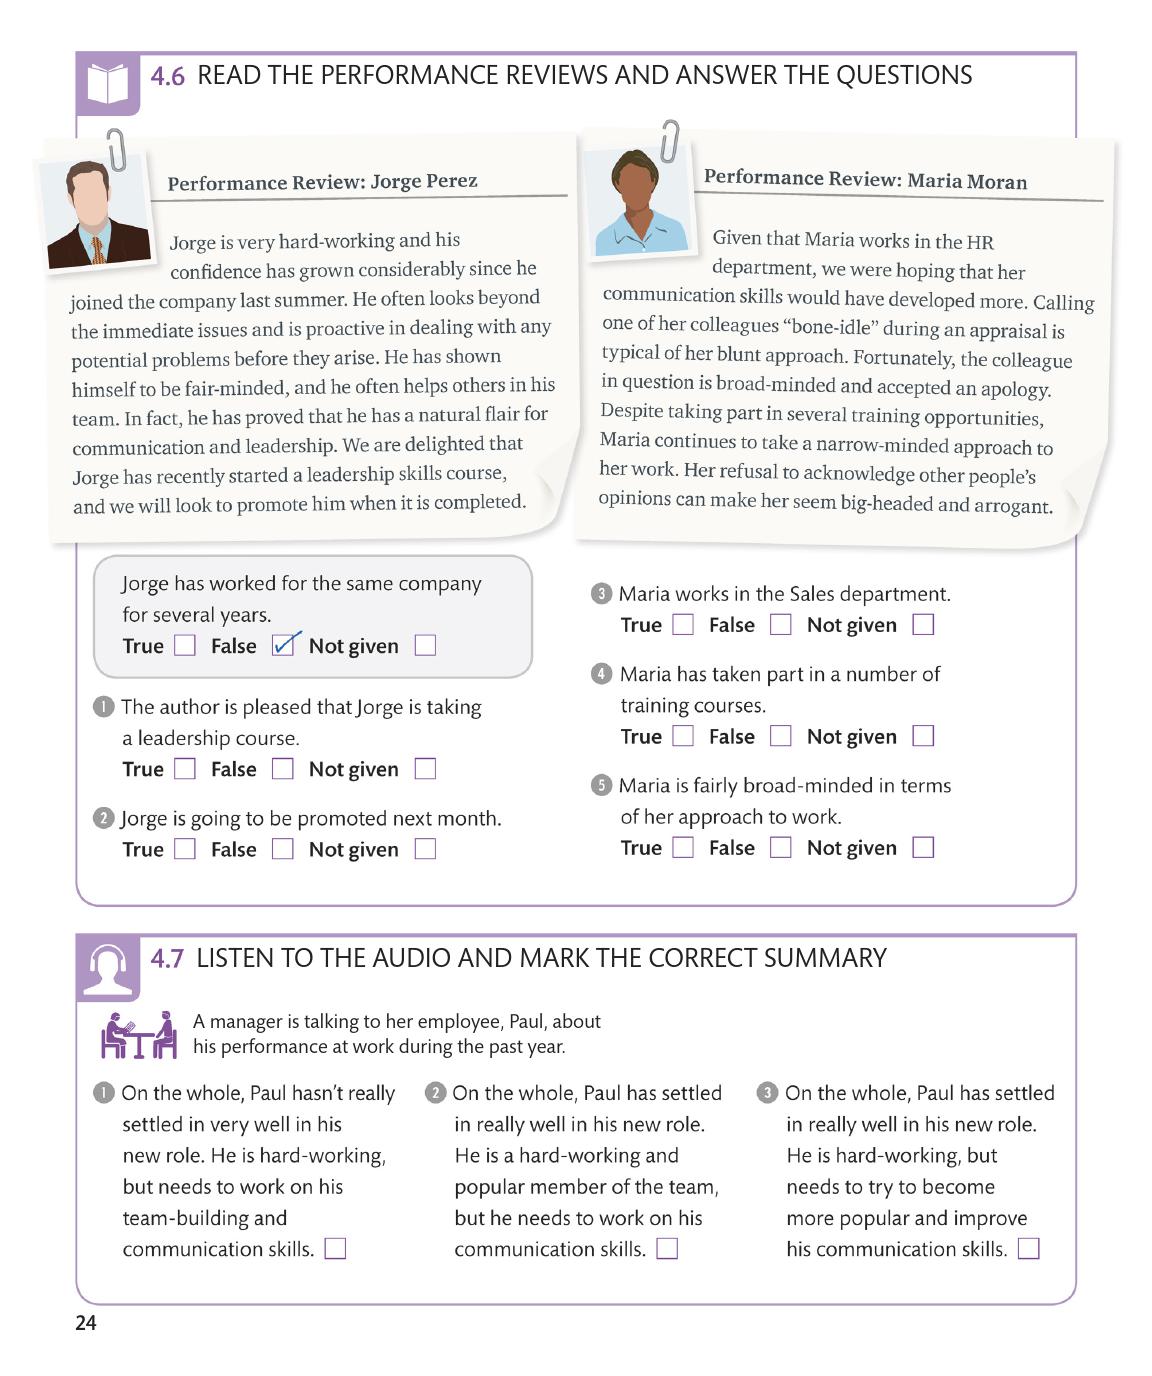 4.6 READ THE PERFORMANCE REVIEWS AND ANSWER THE QUESTIONS
Performance Review: Jorge Perez
Jorge is very hard-working and his
confidence has grown considerably since he
joined the company last summer. He often looks beyond
the immediate issues and is proactive in dealing with any
potential problems before they arise. He has shown
himself to be fair-minded, and he often helps others in his
team. In fact, he has proved that he has a natural flair for
communication and leadership. We are delighted that
Jorge has recently started a leadership skills course,
and we will look to promote him when it is completed.
Performance Review: Maria Moran
Given that Maria works in the HR
department, we were hoping that her
communication skills would have developed more. Calling
one of her colleagues “bone-idle” during an appraisal is
typical of her blunt approach. Fortunately, the colleague
in question is broad-minded and accepted an apology.
Despite taking part in several training opportunities,
Maria continues to take a narrow-minded approach to
her work. Her refusal to acknowledge other people’s
opinions can make her seem big-headed and arrogant.
Jorge has worked for the same company
for several years.
True False Not given
1 The author is pleased that Jorge is taking
a leadership course.
True False Not given
2 Jorge is going to be promoted next month.
True False Not given
3 Maria works in the Sales department.
True False Not given
4 Maria has taken part in a number of
training courses.
True False Not given
5 Maria is fairly broad-minded in terms
of her approach to work.
True False Not given
4.7 LISTEN TO THE AUDIO AND MARK THE CORRECT SUMMARY
A manager is talking to her employee, Paul, about
his performance at work during the past year.
1 On the whole, Paul hasn’t really
settled in very well in his
new role. He is hard-working,
but needs to work on his
team-building and
communication skills.
2 On the whole, Paul has settled
in really well in his new role.
He is a hard-working and
popular member of the team,
but he needs to work on his
communication skills.
3 On the whole, Paul has settled
in really well in his new role.
He is hard-working, but
needs to try to become
more popular and improve
his communication skills.
24